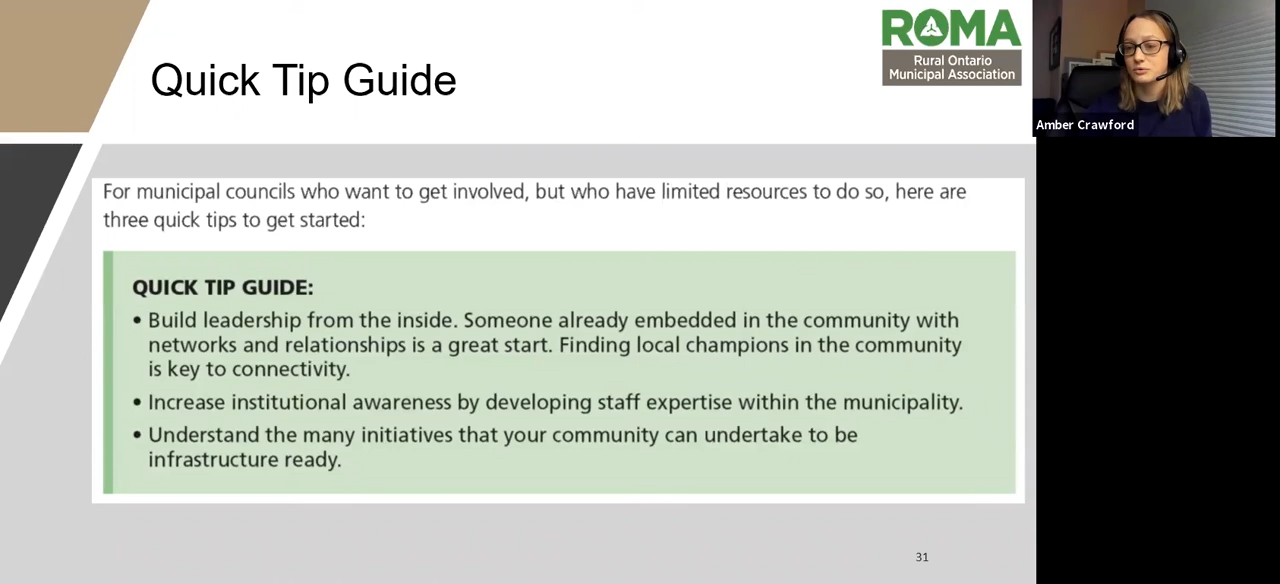 Quick Tip Guide
ROMA
Rural Ontario
Municipal Association
Amber Crawford
For municipal councils who want to get involved, but who have limited resources to do so, here are
three quick tips to get started:
QUICK TIP GUIDE:
• Build leadership from the inside. Someone already embedded in the community with
networks and relationships is a great start. Finding local champions in the community
is key to connectivity.
• Increase institutional awareness by developing staff expertise within the municipality.
• Understand the many initiatives that your community can undertake to be
infrastructure ready.
31